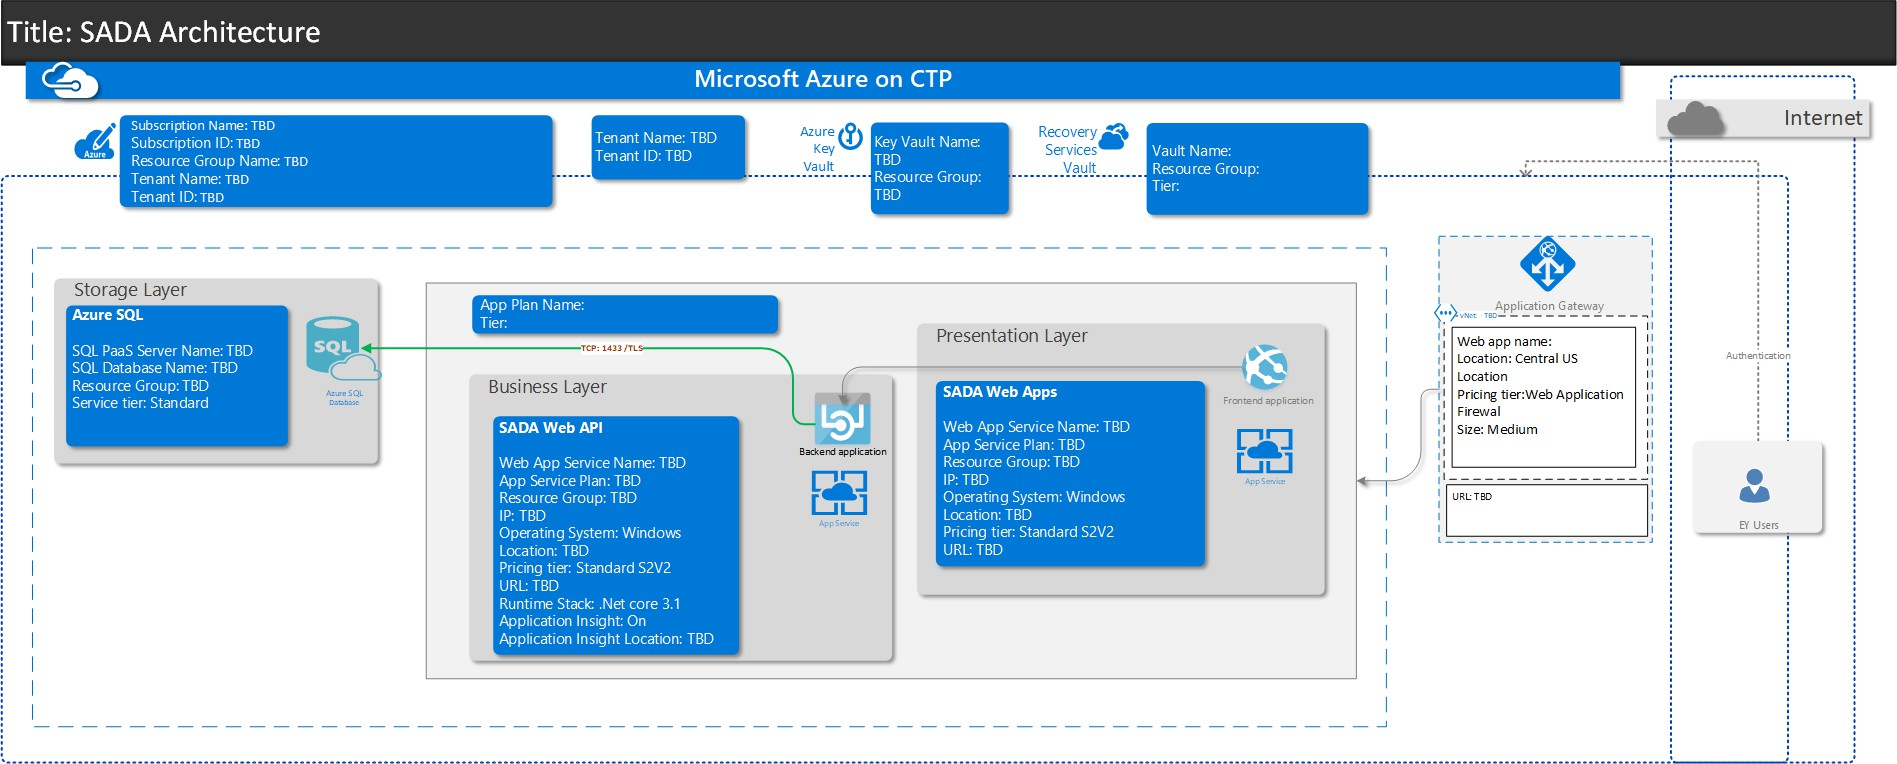 Title: SADA Architecture
Microsoft Azure on CTP
Internet
Azure
Subscription Name: TBD
Subscription ID: TBD
Resource Group Name: TBD
Tenant Name: TBD
Tenant ID: TBD
Tenant Name: TBD
Tenant ID: TBD
Azure
Key
Vault
Key Vault Name:
TBD
Resource Group:
TBD
Recovery
Services
Vault
Vault Name:
Resource Group:
Tier:
Storage Layer
Azure SQL
SQL PaaS Server Name: TBD
SQL Database Name: TBD
Resource Group: TBD
Service tier: Standard
SQL
Azure SQL
Database
App Plan Name:
Tier:
TCP: 1433 /TLS
Business Layer
SADA Web API
Web App Service Name: TBD
App Service Plan: TBD
Resource Group: TBD
IP: TBD
Operating System: Windows
Location: TBD
Pricing tier: Standard S2V2
URL: TBD
Runtime Stack: .Net core 3.1
Application Insight: On
Application Insight Location: TBD
Backend application
App Service
Presentation Layer
SADA Web Apps
Web App Service Name: TBD
App Service Plan: TBD
Resource Group: TBD
IP: TBD
Operating System: Windows
Location: TBD
Pricing tier: Standard S2V2
URL: TBD
Frontend application
App Service
Application Gateway
vNet: - TBD
Web app name:
Location: Central US
Location
Pricing tier:Web Application
Firewal
Size: Medium
URL: TBD
Authentication
EY Users